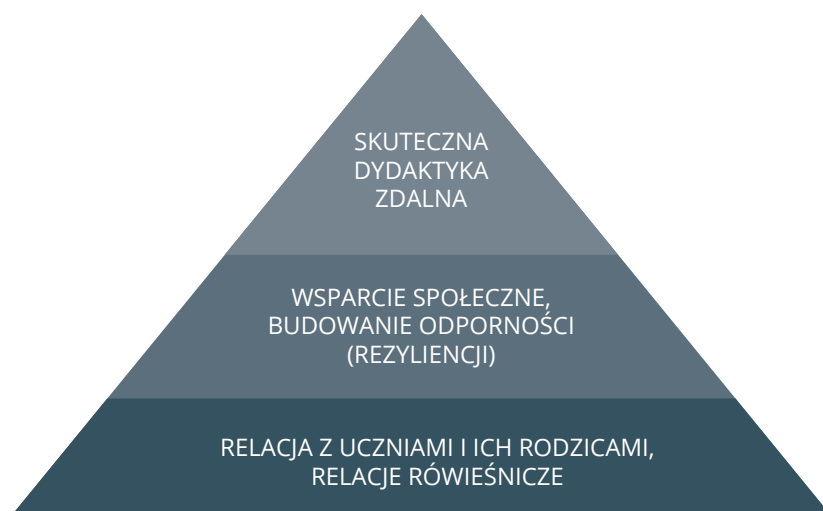 SKUTECZNA
DYDAKTYKA
ZDALNA
WSPARCIE SPOŁECZNE,
BUDOWANIE ODPORNOŚCI
(REZYLIENCJI)
RELACJA Z UCZNIAMI I ICH RODZICAMI,
RELACJE RÓWIEŚNICZE